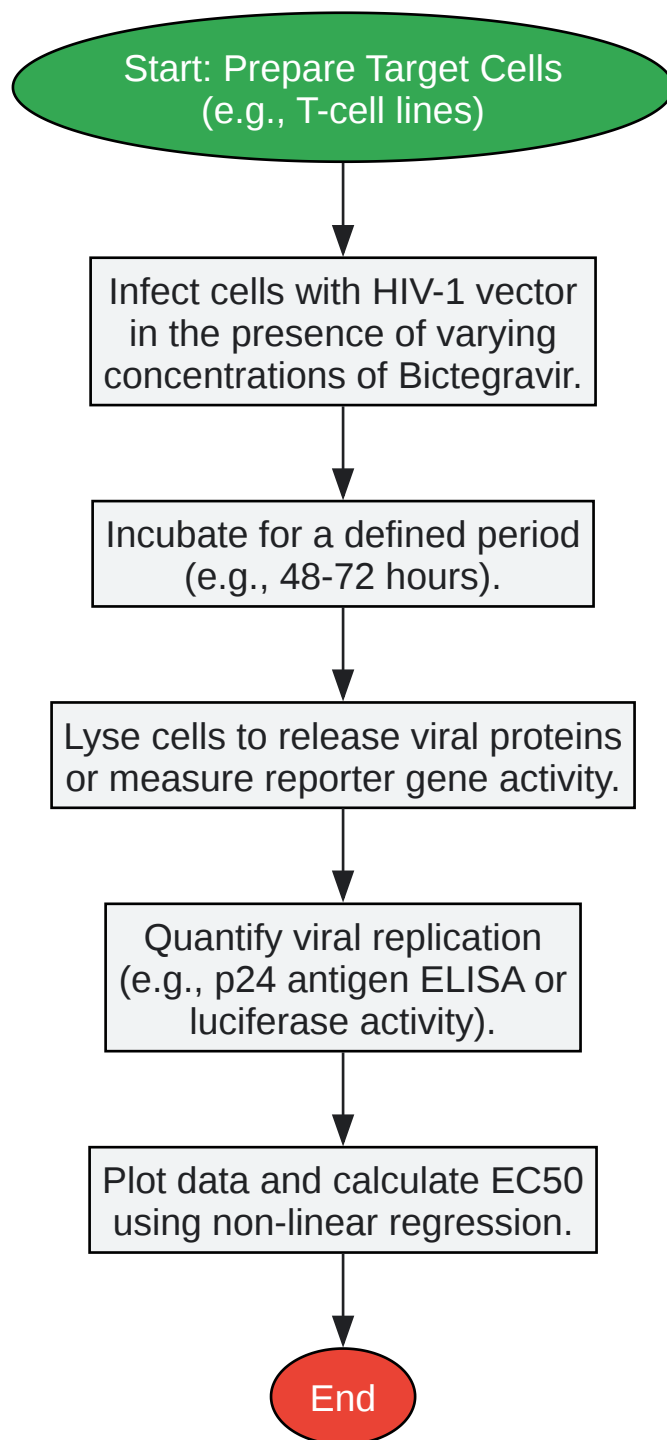 Start: Prepare Target Cells
(e.g., T-cell lines)
Infect cells with HIV-1 vector
in the presence of varying
concentrations of Bictegravir.
Incubate for a defined period
(e.g., 48-72 hours).
Lyse cells to release viral proteins
or measure reporter gene activity.
Quantify viral replication
(e.g., p24 antigen ELISA or
luciferase activity).
Plot data and calculate EC50
using non-linear regression.
End